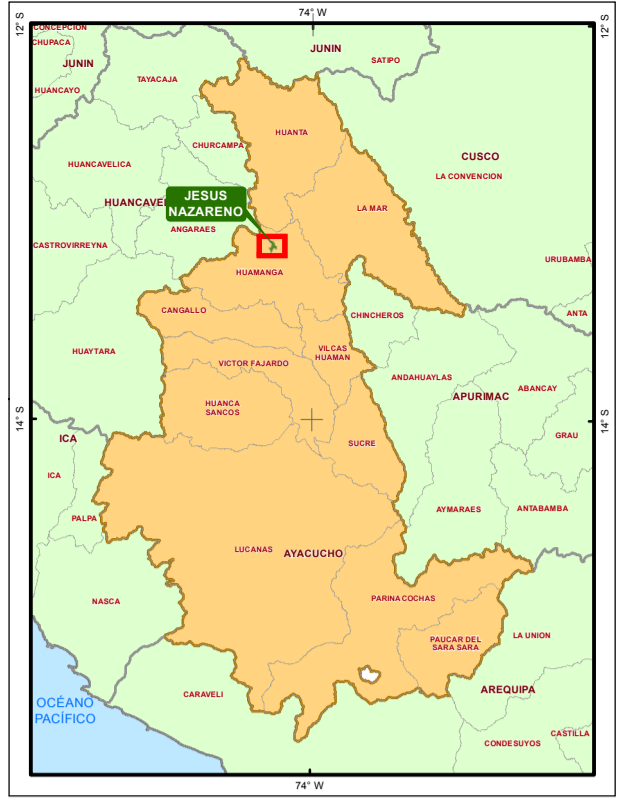 74° W
12° S
12° S
CONCEPCION
CHUPACA
JUNIN
JUNIN
SATIPO
TAYACAJA
HUANCAYO
HUANTA
CHURCAMPA
CUSCO
HUANCAVELICA
LA CONVENCION
HUANCAVEL
JESUS
NAZARENO
LA MAR
ANGARAES
CASTROVIRREYNA
URUBAMBA
HUAMANGA
CANGALLO
CHINCHEROS
ANTA
HUAYTARA
VILCAS
HUAMAN
VICTOR FAJARDO
ANDAHUAYLAS
ABANCAY
APURIMAC
HUANCA
SANCOS
14° S
14° S
ICA
SUCRE
GRAU
ICA
PALPA
AYMARAES
ANTABAMBA
LUCANAS
AYACUCHO
NASCA
PARINACOCHAS
PAUCAR DEL
SARA SARA
LA UNION
CARAVELI
AREQUIPA
OCÉANO
PACÍFICO
CASTILLA
CONDESUYOS
74° W